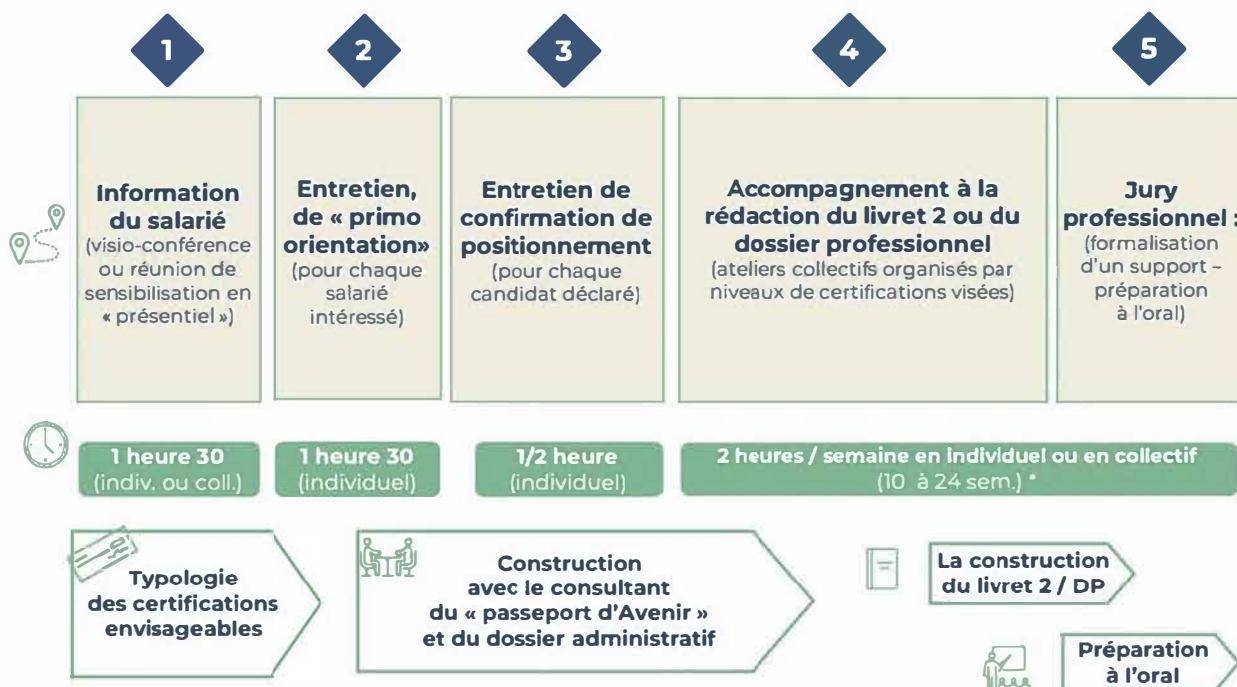 1
2
3
4
5
Information
du salarié
(visio-conférence
ou réunion de
sensibilisation en
« présentiel »)
Entretien,
de « primo
orientation»
(pour chaque
salarié
intéressé)
Entretien de
confirmation de
positionnement
(pour chaque
candidat déclaré)
Accompagnement à la
rédaction du livret 2 ou du
dossier professionnel
(ateliers collectifs organisés par
niveaux de certifications visées)
Jury
professionnel :
(formalisation
d'un support –
préparation
à l'oral)
1 heure 30
(indiv. ou coll.)
1 heure 30
(individuel)
1/2 heure
(individuel)
2 heures / semaine en individuel ou en collectif
(10 à 24 sem.) *
Typologie
des certifications
envisageables
Construction
avec le consultant
du « passeport d'Avenir »
et du dossier administratif
La construction
du livret 2 / DP
Préparation
à l'oral